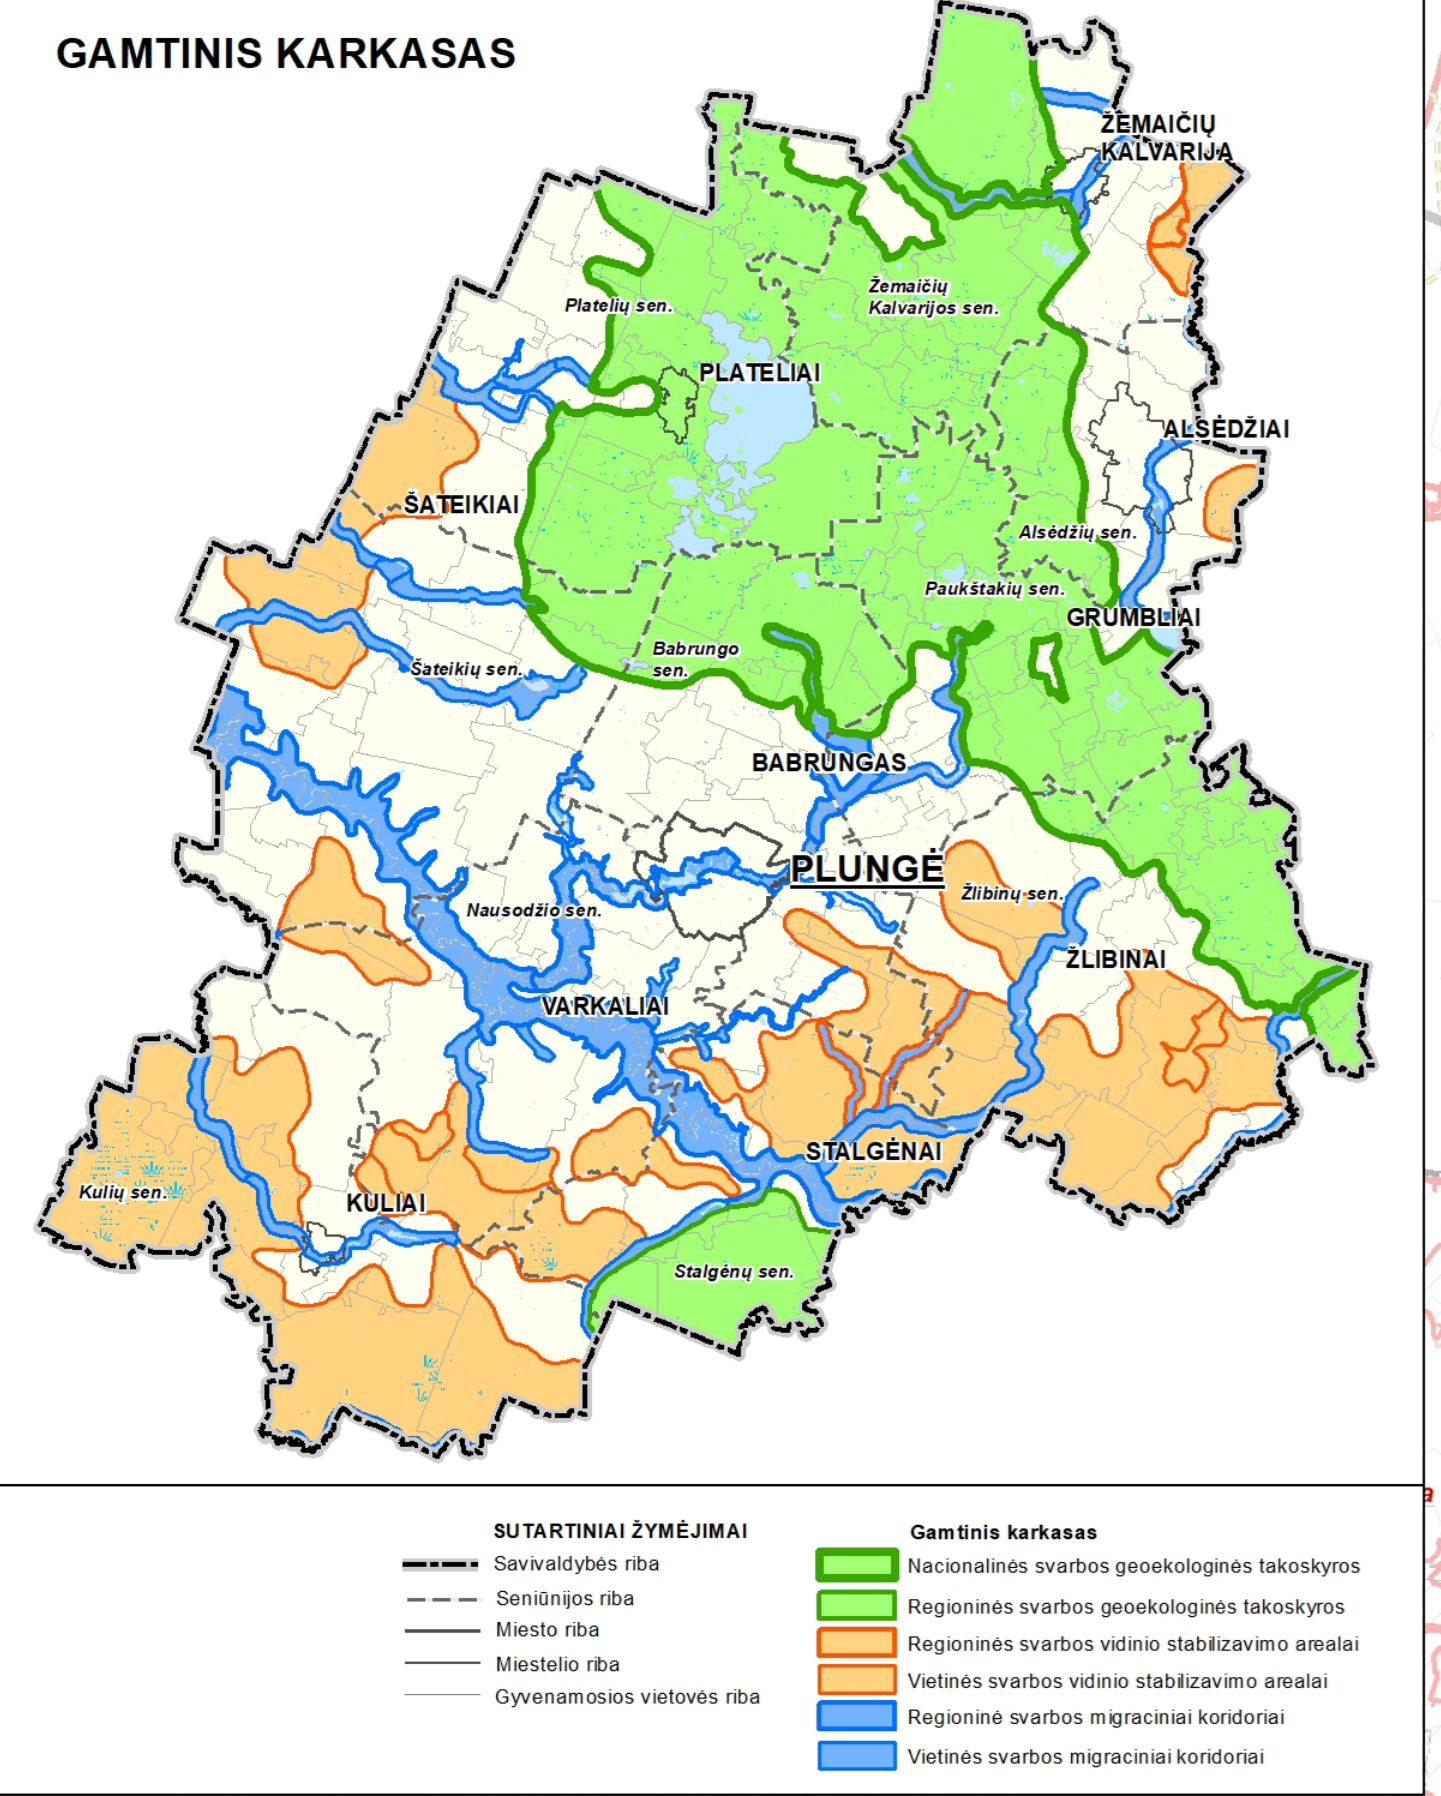 GAMTINIS KARKASAS
ŽEMAIČIŲ
KALVARIJA
Žemaičių
Kalvarijos sen.
Platelių sen.
PLATELIAI
ALSĖDŽIAI
ŠATEIKIAI
Alsėdžių sen.
Paukštakių sen.
GRUMBLIAI
Babrungo
sen.
Šateikių sen.
BABRUNGAS
PLUNGĖ
Žlibinų sen.
Nausodžio sen.
ŽLIBINAI
VARKALIAI
STALGĖNAI
Kulių sen.
KULIAI
Stalgėnų sen.
a
SUTARTINIAI ŽYMĖJIMAI
Savivaldybės riba
Seniūnijos riba
Miesto riba
Miestelio riba
Gyvenamosios vietovės riba
Gamtinis karkasas
Nacionalinės svarbos geoekologinės takoskyros
Regioninės svarbos geoekologinės takoskyros
Regioninės svarbos vidinio stabilizavimo arealai
Vietinės svarbos vidinio stabilizavimo arealai
Regioninė svarbos migraciniai koridoriai
Vietinės svarbos migraciniai koridoriai